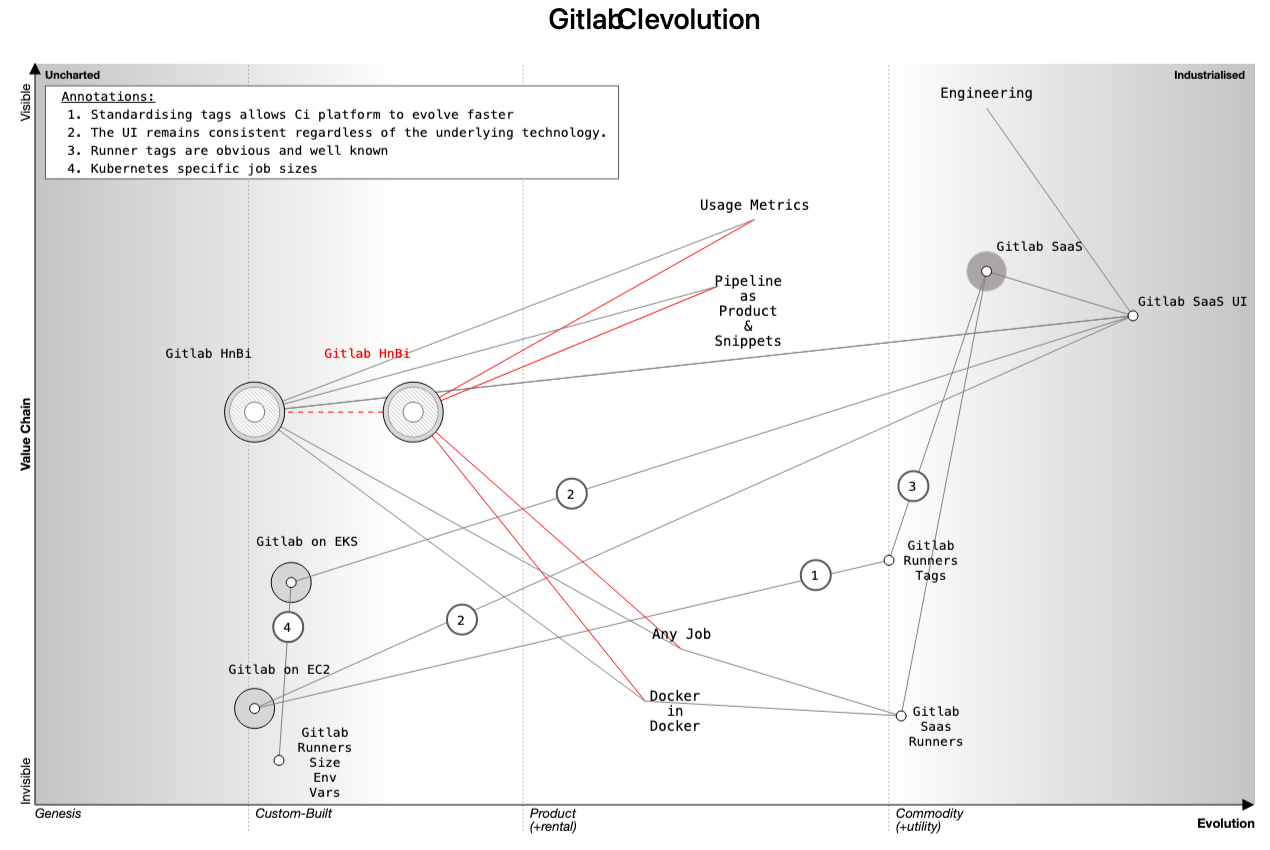 GitlabCIevolution
Uncharted
Industrialised
Visible
Annotations:
1. Standardising tags allows Ci platform to evolve faster
2. The UI remains consistent regardless of the underlying technology.
3. Runner tags are obvious and well known
4. Kubernetes specific job sizes
Engineering
Usage Metrics
Gitlab SaaS
Pipeline
as
Product
&
Snippets
Gitlab SaaS UI
Gitlab HnBi
Gitlab HnBi
Value Chain
2
3
Gitlab on EKS
Gitlab
Runners
Tags
1
4
2
Any Job
Gitlab on EC2
Docker
in
Docker
Gitlab
Saas
Runners
Gitlab
Runners
Size
Env
Vars
Invisible
Genesis
Custom-Built
Product
(+rental)
Commodity
(+utility)
Evolution